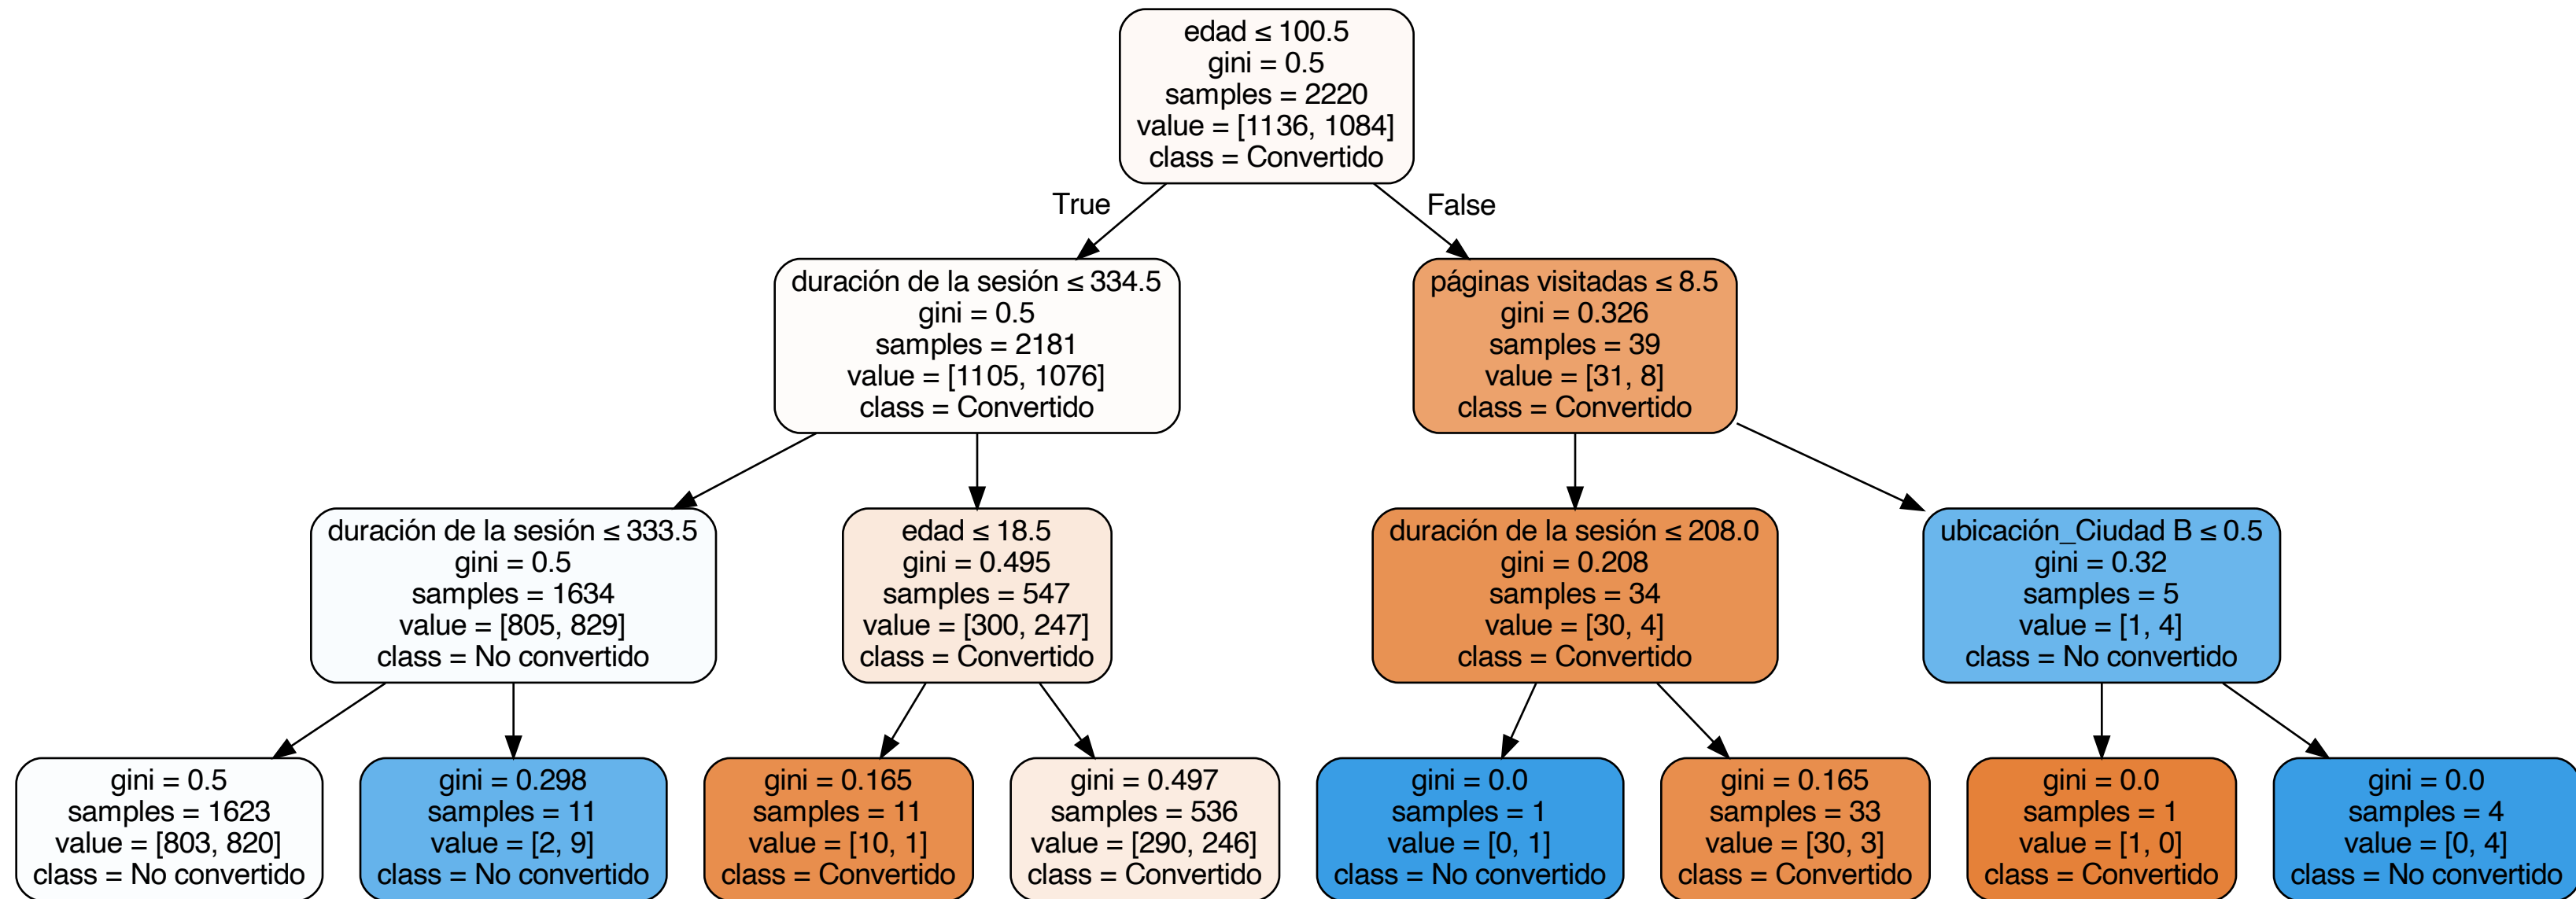 edad ≤ 100.5
gini = 0.5
samples = 2220
value = [1136, 1084]
class = Convertido
True
False
duración de la sesión ≤ 334.5
gini = 0.5
samples = 2181
value = [1105, 1076]
class = Convertido
páginas visitadas ≤ 8.5
gini = 0.326
samples = 39
value = [31, 8]
class = Convertido
duración de la sesión ≤ 333.5
gini = 0.5
samples = 1634
value = [805, 829]
class = No convertido
edad ≤ 18.5
gini = 0.495
samples = 547
value = [300, 247]
class = Convertido
duración de la sesión ≤ 208.0
gini = 0.208
samples = 34
value = [30, 4]
class = Convertido
ubicación_Ciudad B ≤ 0.5
gini = 0.32
samples = 5
value = [1, 4]
class = No convertido
gini = 0.5
samples = 1623
value = [803, 820]
class = No convertido
gini = 0.298
samples = 11
value = [2, 9]
class = No convertido
gini = 0.165
samples = 11
value = [10, 1]
class = Convertido
gini = 0.497
samples = 536
value = [290, 246]
class = Convertido
gini = 0.0
samples = 1
value = [0, 1]
class = No convertido
gini = 0.165
samples = 33
value = [30, 3]
class = Convertido
gini = 0.0
samples = 1
value = [1, 0]
class = Convertido
gini = 0.0
samples = 4
value = [0, 4]
class = No convertido